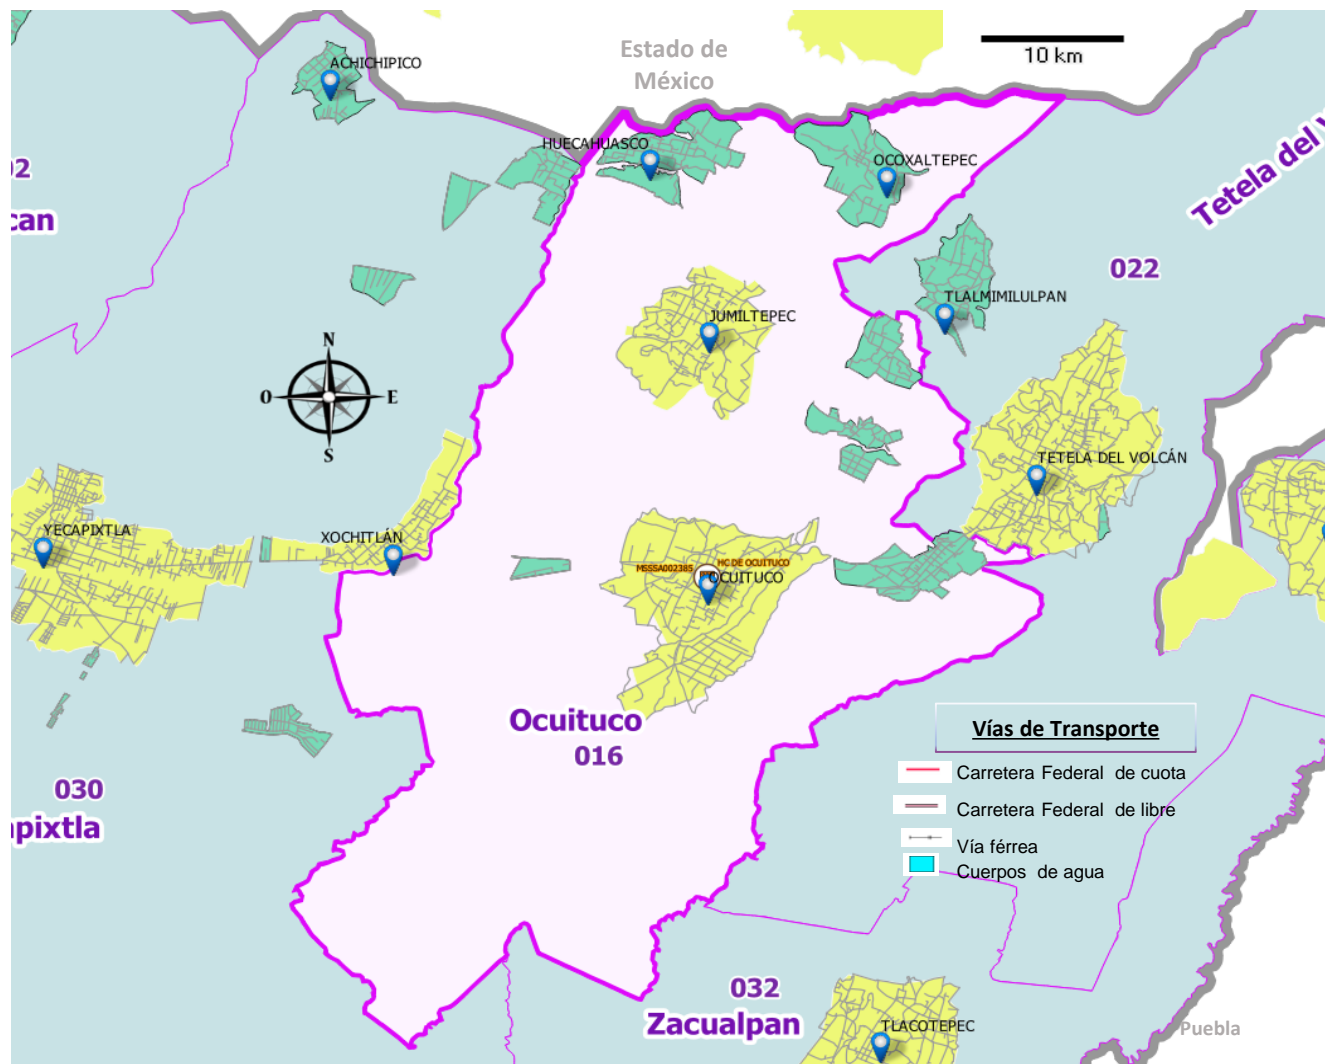 Estado de
México
10 km
ACHICHIPICO
HUECAHUASCO
OCOXALTEPEC
can
Tetela del
022
TLALMIMILULPAN
JUMILTEPEC
N
O
E
S
TETELA DEL VOLCÁN
YECAPIXTLA
XOCHITLÁN
MSSSA002385
HC DE OCUITUCO
OCUITUCO
Ocuituco
016
Vías de Transporte
Carretera Federal de cuota
Carretera Federal de libre
Vía férrea
Cuerpos de agua
030
apixtla
032
Zacualpan
TLACOTEPEC
Puebla